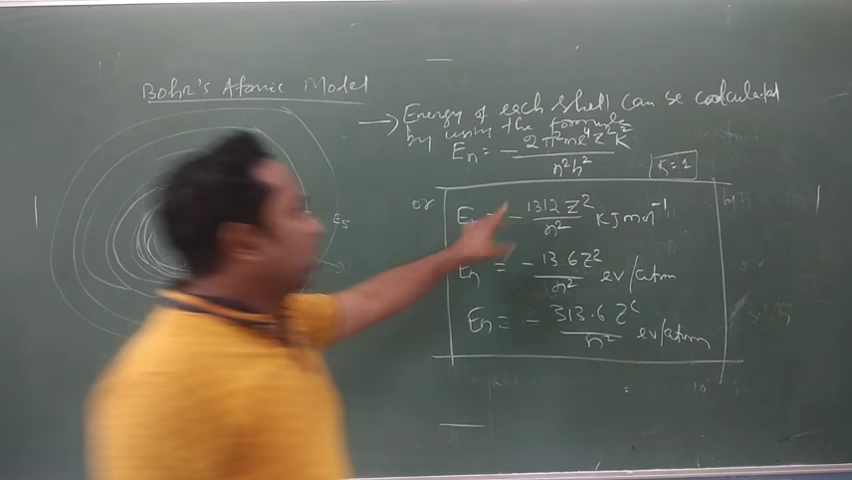 Bohr's Atomic Model
→ Energy of each shell can be calculated
by using the formula
En = - 2π²me⁴Z²K² / n²h²
K = 1
or
En = - 1312 Z² / n² KJ mol⁻¹
E5
En = - 13.6 Z² / n² ev/atom
En = - 313.6 Z² / n² ev/atom